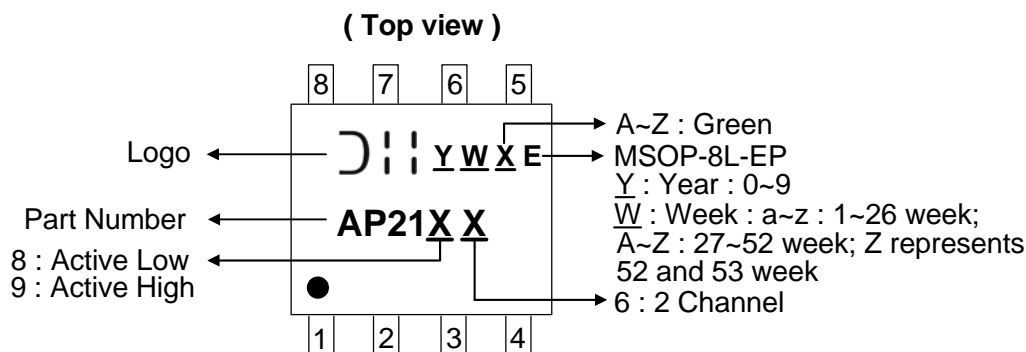 ( Top view )
8 7 6 5
Logo
Y W X E
A~Z : Green
MSOP-8L-EP
Y : Year : 0~9
W : Week : a~z : 1~26 week;
A~Z : 27~52 week; Z represents
52 and 53 week
Part Number
AP21X X
8 : Active Low
9 : Active High
6 : 2 Channel
1 2 3 4